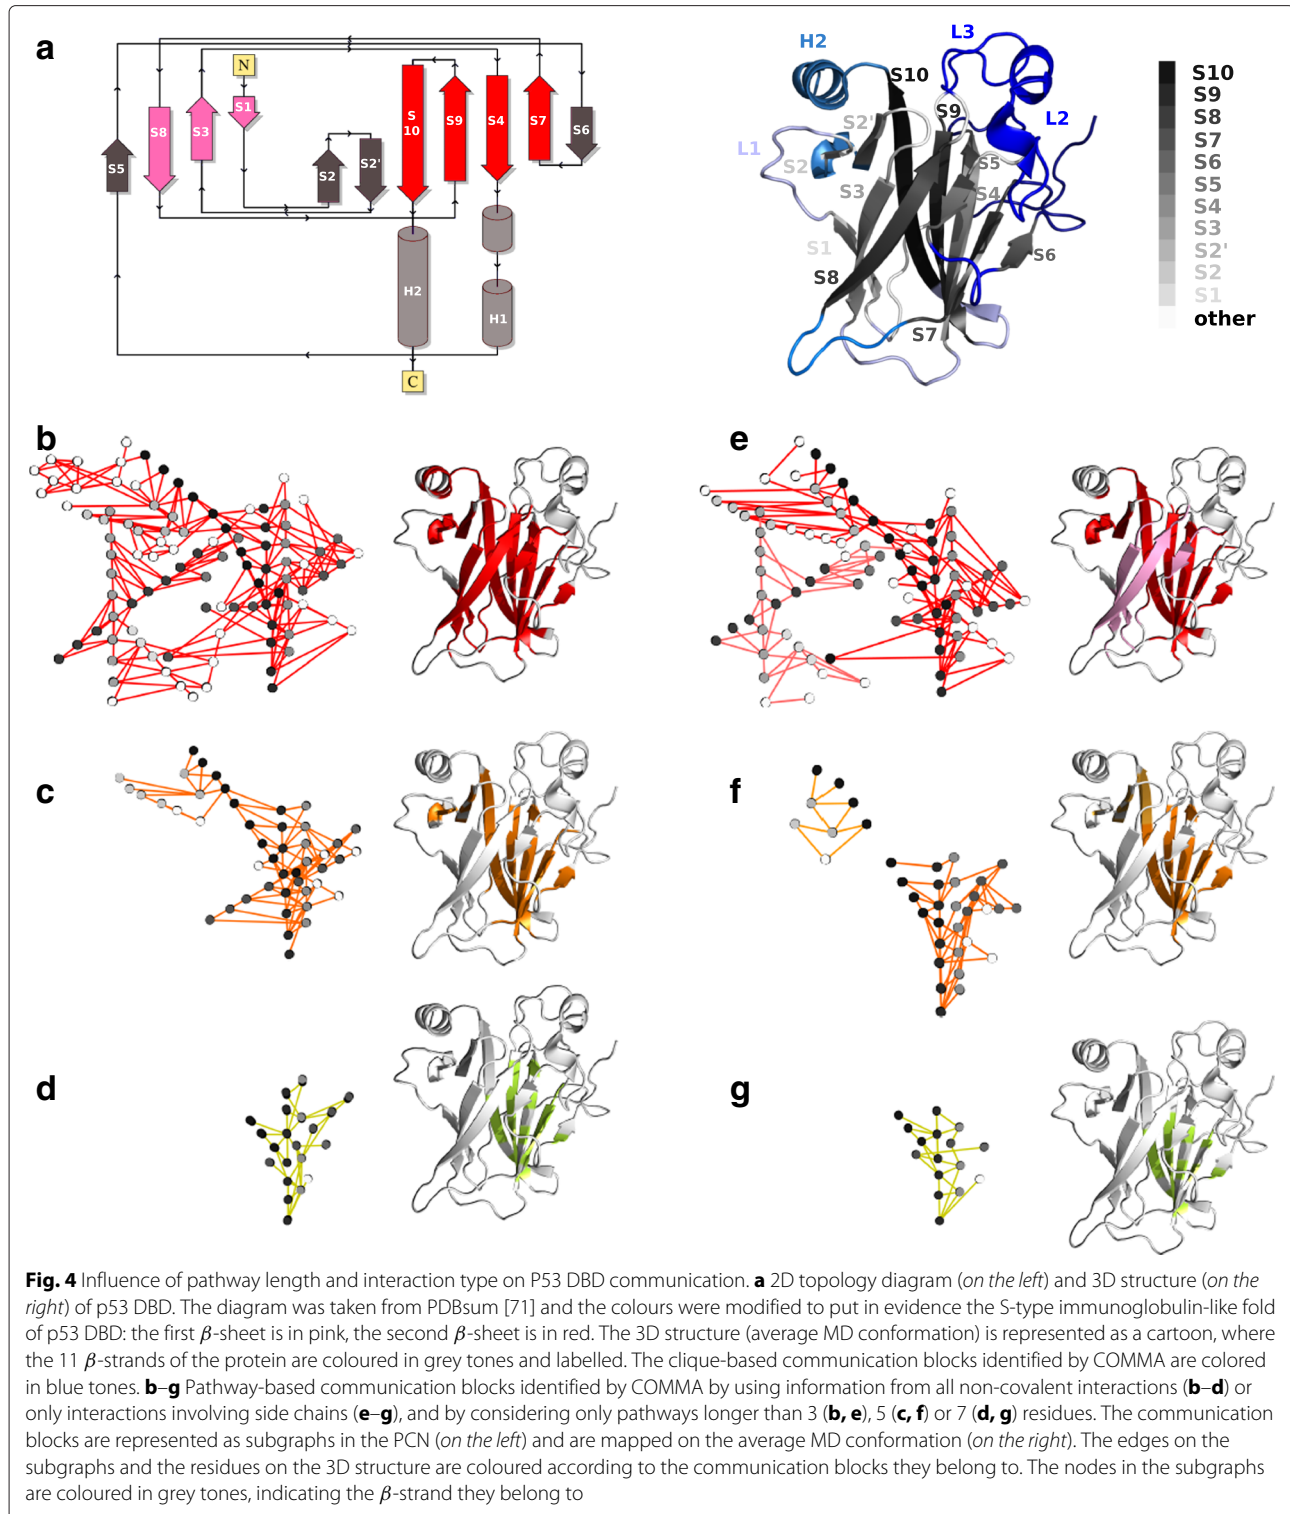 a
N
S1
S8
S3
S5
S2
S2'
S
10
S9
S4
S7
S6
H2
H1
C
H2
L3
S10
S9
L2
S2'
L1
S2
S5
S3
S4
S1
S6
S8
S7
S10
S9
S8
S7
S6
S5
S4
S3
S2'
S2
S1
other
b
e
c
f
d
g
Fig. 4 Influence of pathway length and interaction type on P53 DBD communication. a 2D topology diagram (on the left) and 3D structure (on the
right) of p53 DBD. The diagram was taken from PDBsum [71] and the colours were modified to put in evidence the S-type immunoglobulin-like fold
of p53 DBD: the first β-sheet is in pink, the second β-sheet is in red. The 3D structure (average MD conformation) is represented as a cartoon, where
the 11 β-strands of the protein are coloured in grey tones and labelled. The clique-based communication blocks identified by COMMA are colored
in blue tones. b–g Pathway-based communication blocks identified by COMMA by using information from all non-covalent interactions (b–d) or
only interactions involving side chains (e–g), and by considering only pathways longer than 3 (b, e), 5 (c, f) or 7 (d, g) residues. The communication
blocks are represented as subgraphs in the PCN (on the left) and are mapped on the average MD conformation (on the right). The edges on the
subgraphs and the residues on the 3D structure are coloured according to the communication blocks they belong to. The nodes in the subgraphs
are coloured in grey tones, indicating the β-strand they belong to